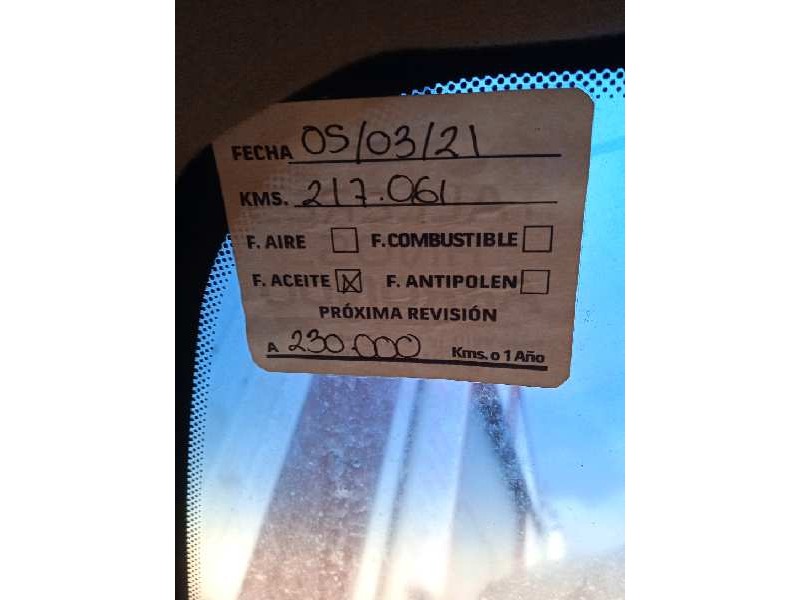 FECHA 05/03/21
KMS. 217.061
F. AIRE F. COMBUSTIBLE
F. ACEITE X F. ANTIPOLEN
PRÓXIMA REVISIÓN
A 230.000 Kms. o 1 Año